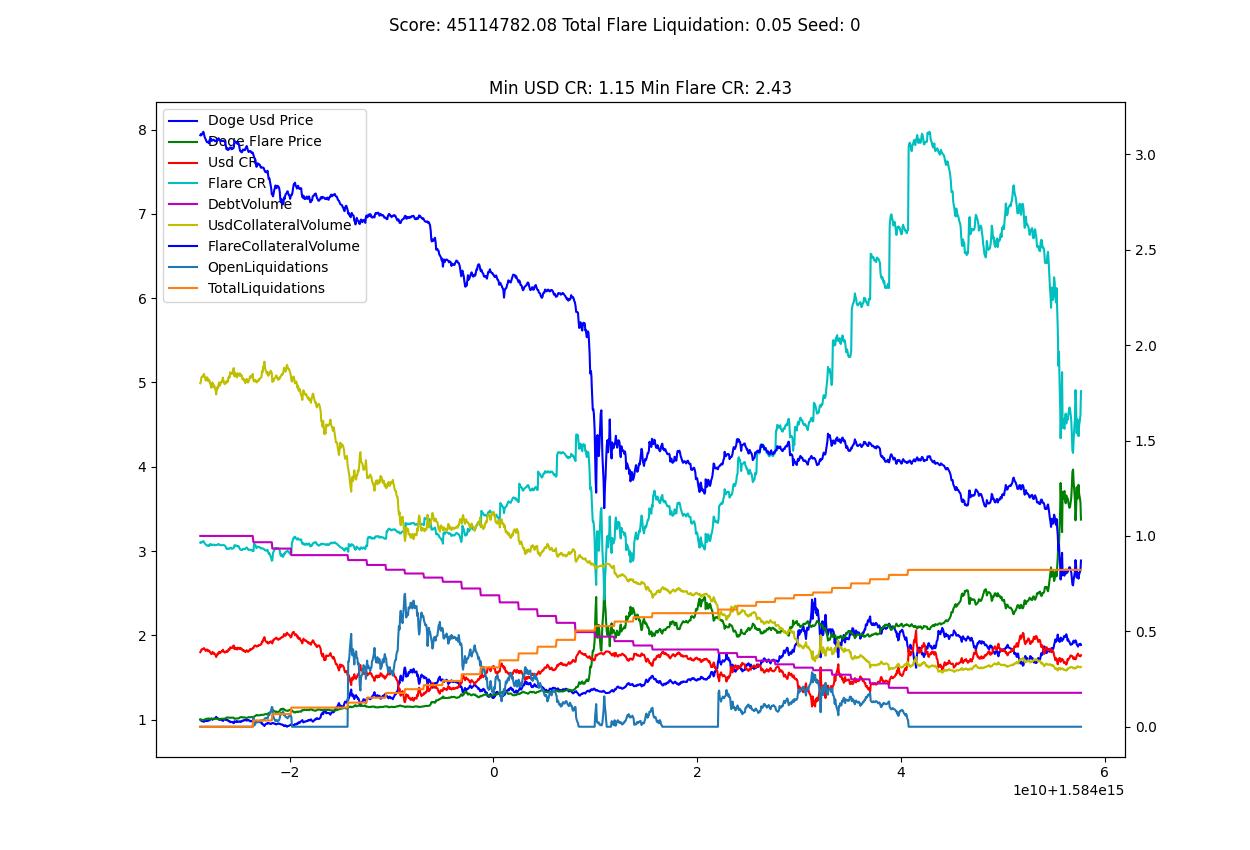 Score: 45114782.08 Total Flare Liquidation: 0.05 Seed: 0
Min USD CR: 1.15 Min Flare CR: 2.43
Doge Usd Price
Doge Flare Price
Usd CR
Flare CR
DebtVolume
UsdCollateralVolume
FlareCollateralVolume
OpenLiquidations
TotalLiquidations
8
7
6
5
4
3
2
1
3.0
2.5
2.0
1.5
1.0
0.5
0.0
−2
0
2
4
6
1e10+1.584e15